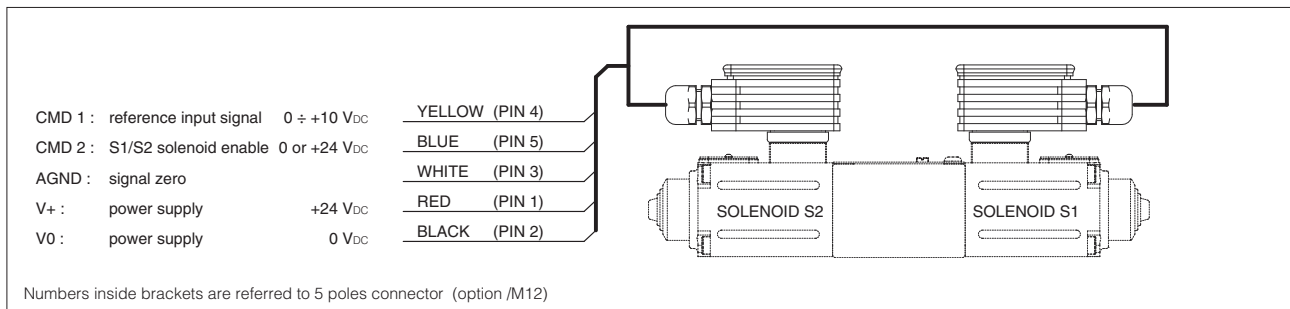 CMD 1 : reference input signal 0 ÷ +10 VDC YELLOW (PIN 4)
CMD 2 : S1/S2 solenoid enable 0 or +24 VDC BLUE (PIN 5)
AGND : signal zero WHITE (PIN 3)
V+ : power supply +24 VDC RED (PIN 1)
V0 : power supply 0 VDC BLACK (PIN 2)
SOLENOID S2 SOLENOID S1
Numbers inside brackets are referred to 5 poles connector (option /M12)